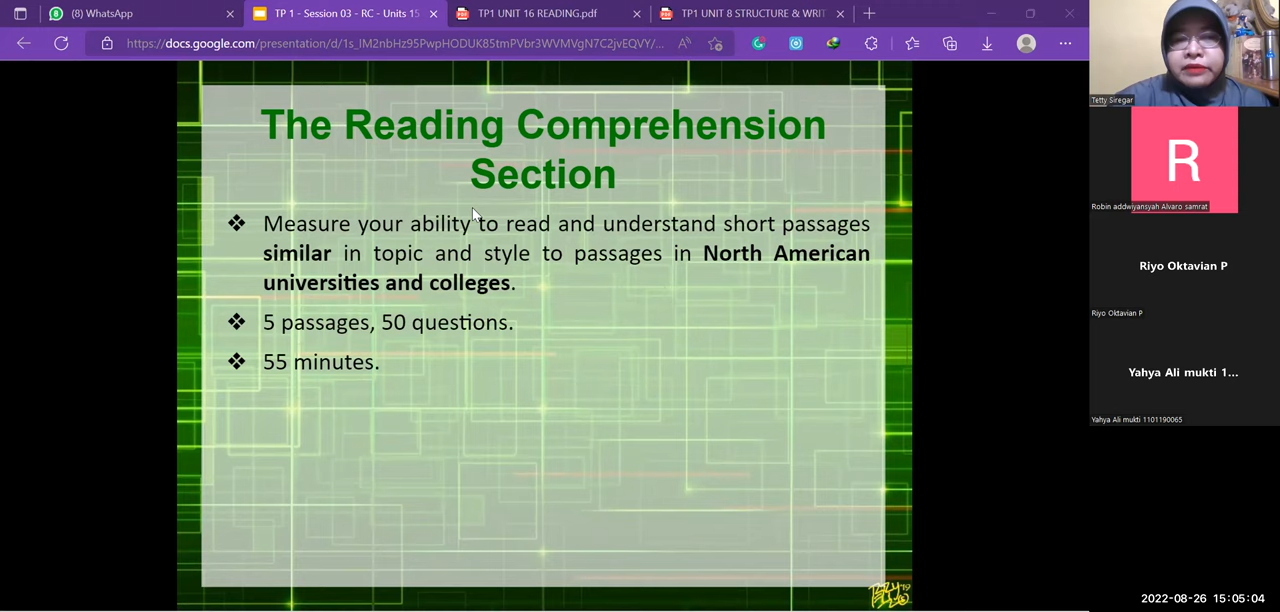 (8) WhatsApp
TP 1 - Session 03 - RC - Units 15
TP1 UNIT 16 READING.pdf
TP1 UNIT 8 STRUCTURE & WRIT
https://docs.google.com/presentation/d/1s_IM2nbHz95PwpHODUK85tmPVbr3WVMVgN7C2jvEQVY/...
The Reading Comprehension
Section
❖ Measure your ability to read and understand short passages
similar in topic and style to passages in North American
universities and colleges.
❖ 5 passages, 50 questions.
❖ 55 minutes.
Tetty Siregar
R
Robin addwiyansyah Alvaro samrat
Riyo Oktavian P
Riyo Oktavian P
Yahya Ali mukti 1...
Yahya Ali mukti 1101190065
2022-08-26 15:05:04